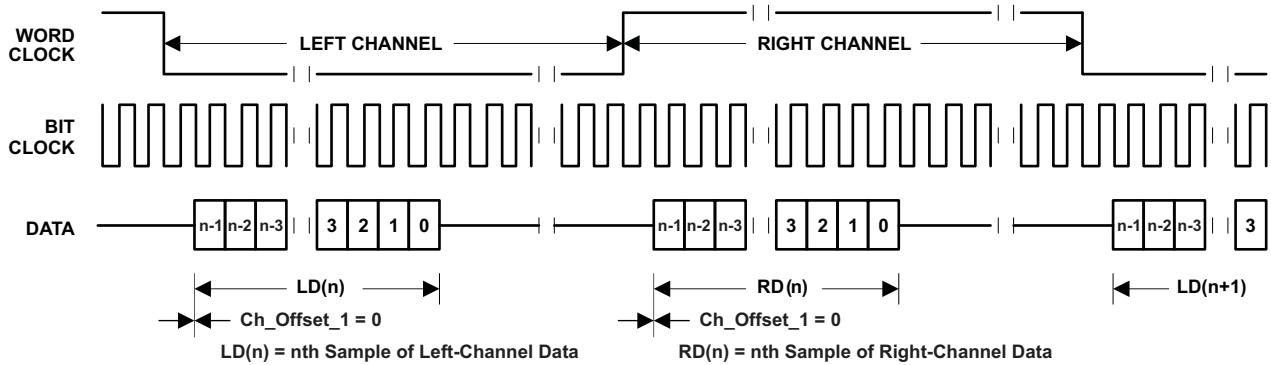 WORD CLOCK
LEFT CHANNEL
RIGHT CHANNEL
BIT CLOCK
DATA
n-1 n-2 n-3 3 2 1 0 n-1 n-2 n-3 3 2 1 0 n-1 n-2 n-3 3
LD(n) RD(n) LD(n+1)
Ch_Offset_1 = 0 Ch_Offset_1 = 0
LD(n) = nth Sample of Left-Channel Data RD(n) = nth Sample of Right-Channel Data